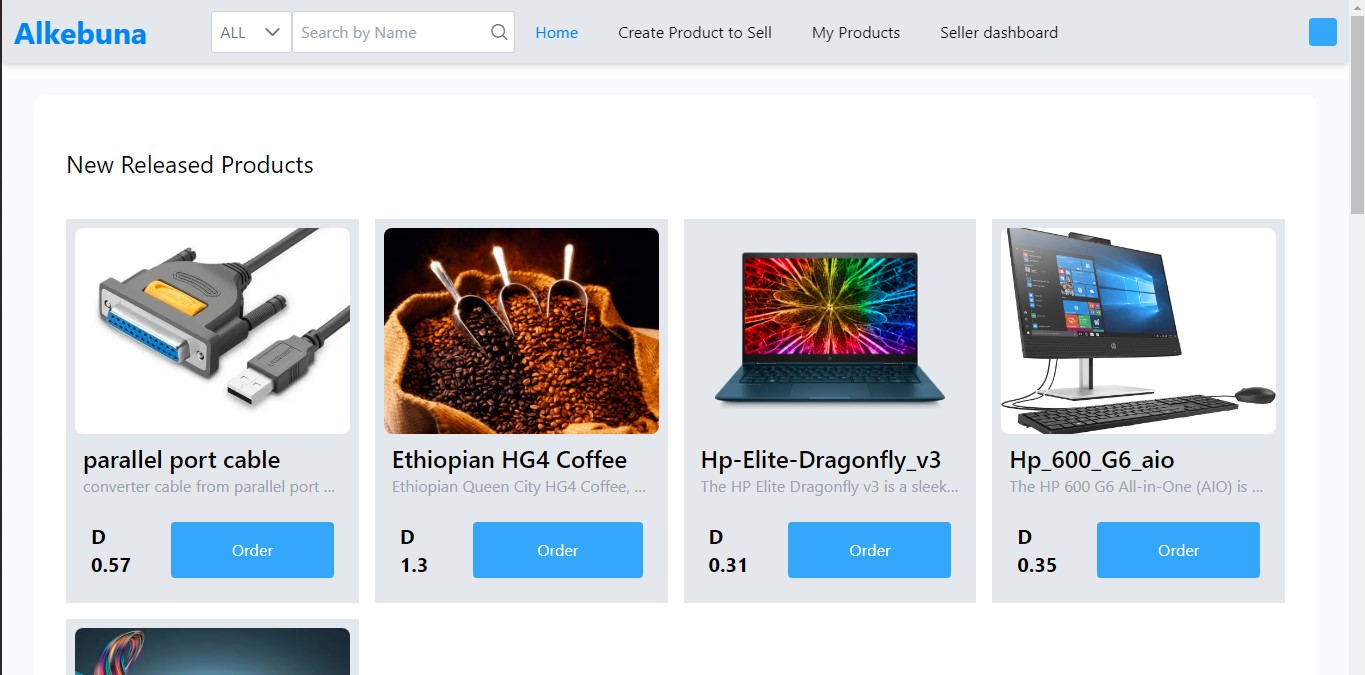 Alkebuna
ALL
Search by Name
Home
Create Product to Sell
My Products
Seller dashboard
New Released Products
parallel port cable
converter cable from parallel port ...
D
0.57
Order
Ethiopian HG4 Coffee
Ethiopian Queen City HG4 Coffee, ...
D
1.3
Order
Hp-Elite-Dragonfly_v3
The HP Elite Dragonfly v3 is a sleek...
D
0.31
Order
Hp_600_G6_aio
The HP 600 G6 All-in-One (AIO) is ...
D
0.35
Order